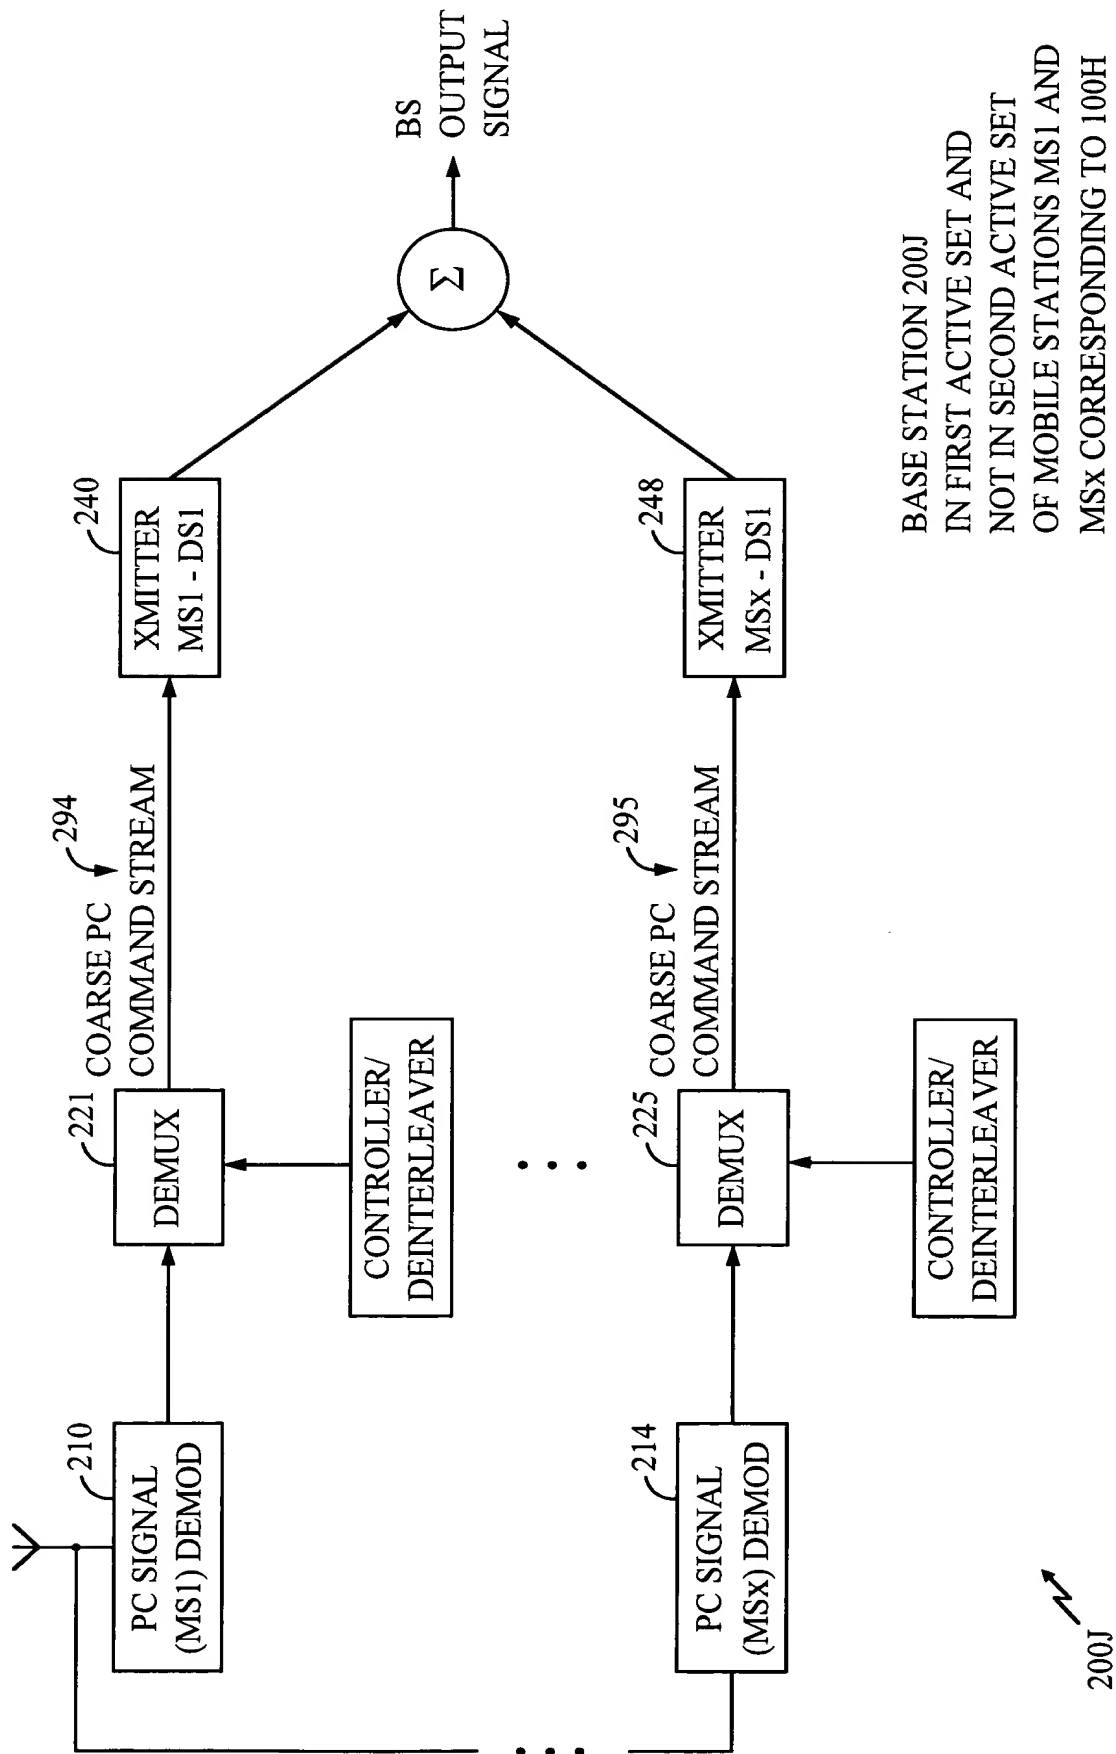 210
PC SIGNAL
(MS1) DEMOD
221
DEMUX
CONTROLLER/
DEINTERLEAVER
294
COARSE PC
COMMAND STREAM
240
XMITTER
MS1 - DS1
Σ
BS
OUTPUT
SIGNAL
214
PC SIGNAL
(MSx) DEMOD
225
DEMUX
CONTROLLER/
DEINTERLEAVER
295
COARSE PC
COMMAND STREAM
248
XMITTER
MSx - DS1
200J
BASE STATION 200J
IN FIRST ACTIVE SET AND
NOT IN SECOND ACTIVE SET
OF MOBILE STATIONS MS1 AND
MSx CORRESPONDING TO 100H